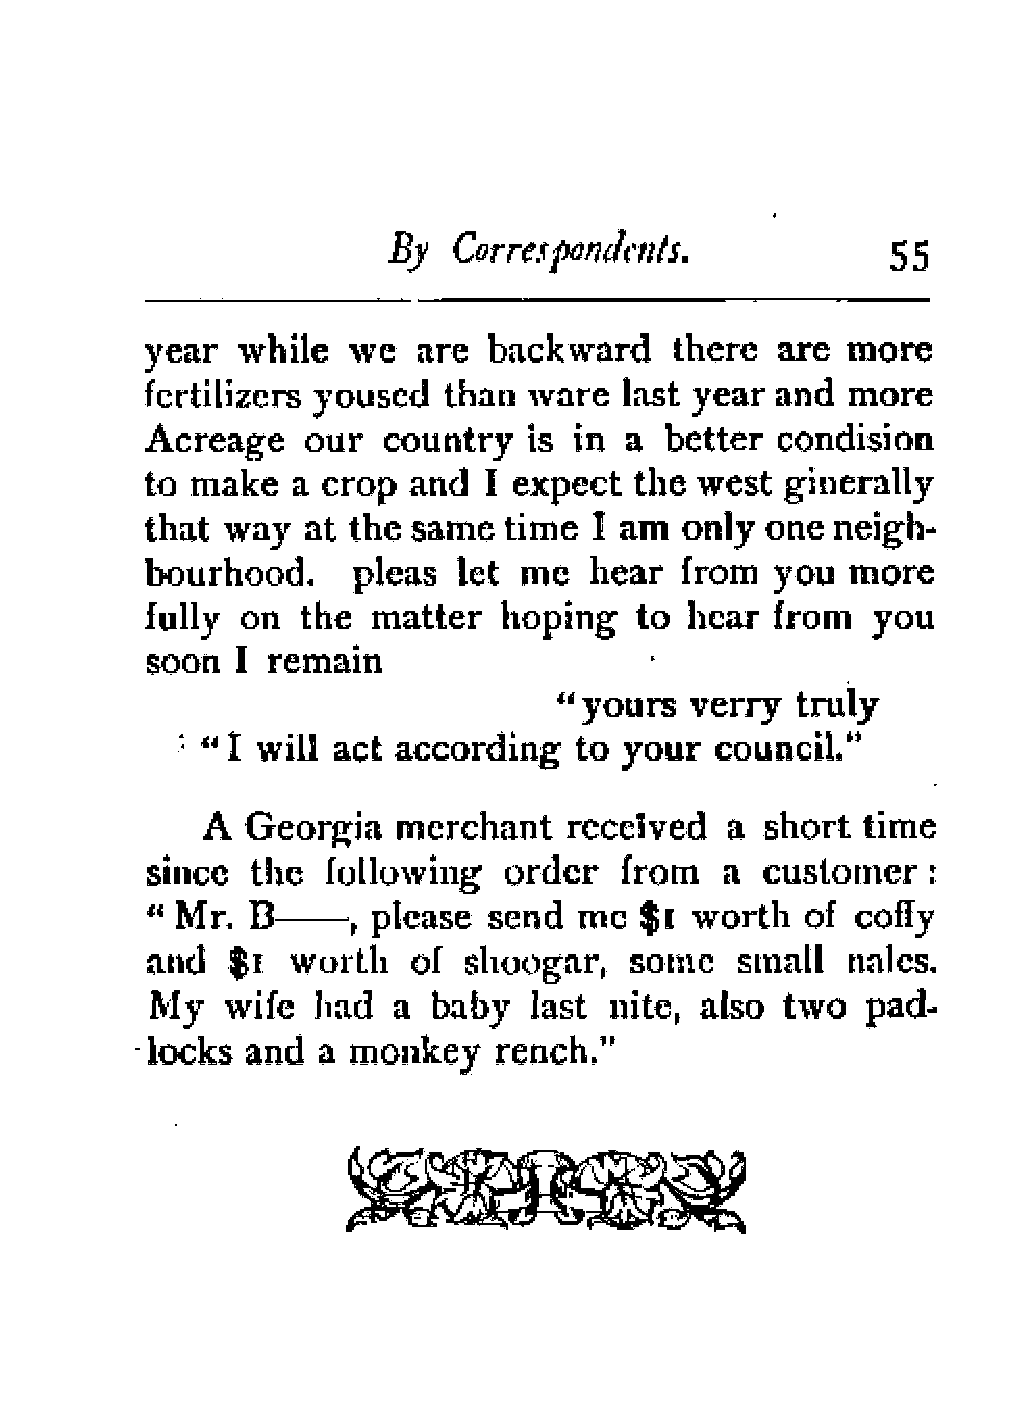 By Correspondents. 55
year while we are backward there are more
fertilizers yoused than ware last year and more
Acreage our country is in a better condision
to make a crop and I expect the west ginerally
that way at the same time I am only one neigh-
bourhood. pleas let me hear from you more
fully on the matter hoping to hear from you
soon I remain
"yours verry truly
"I will act according to your council."
A Georgia merchant received a short time
since the following order from a customer:
"Mr. B——, please send me $1 worth of coffy
and $1 worth of shoogar, some small nales.
My wife had a baby last nite, also two pad-
locks and a monkey rench."